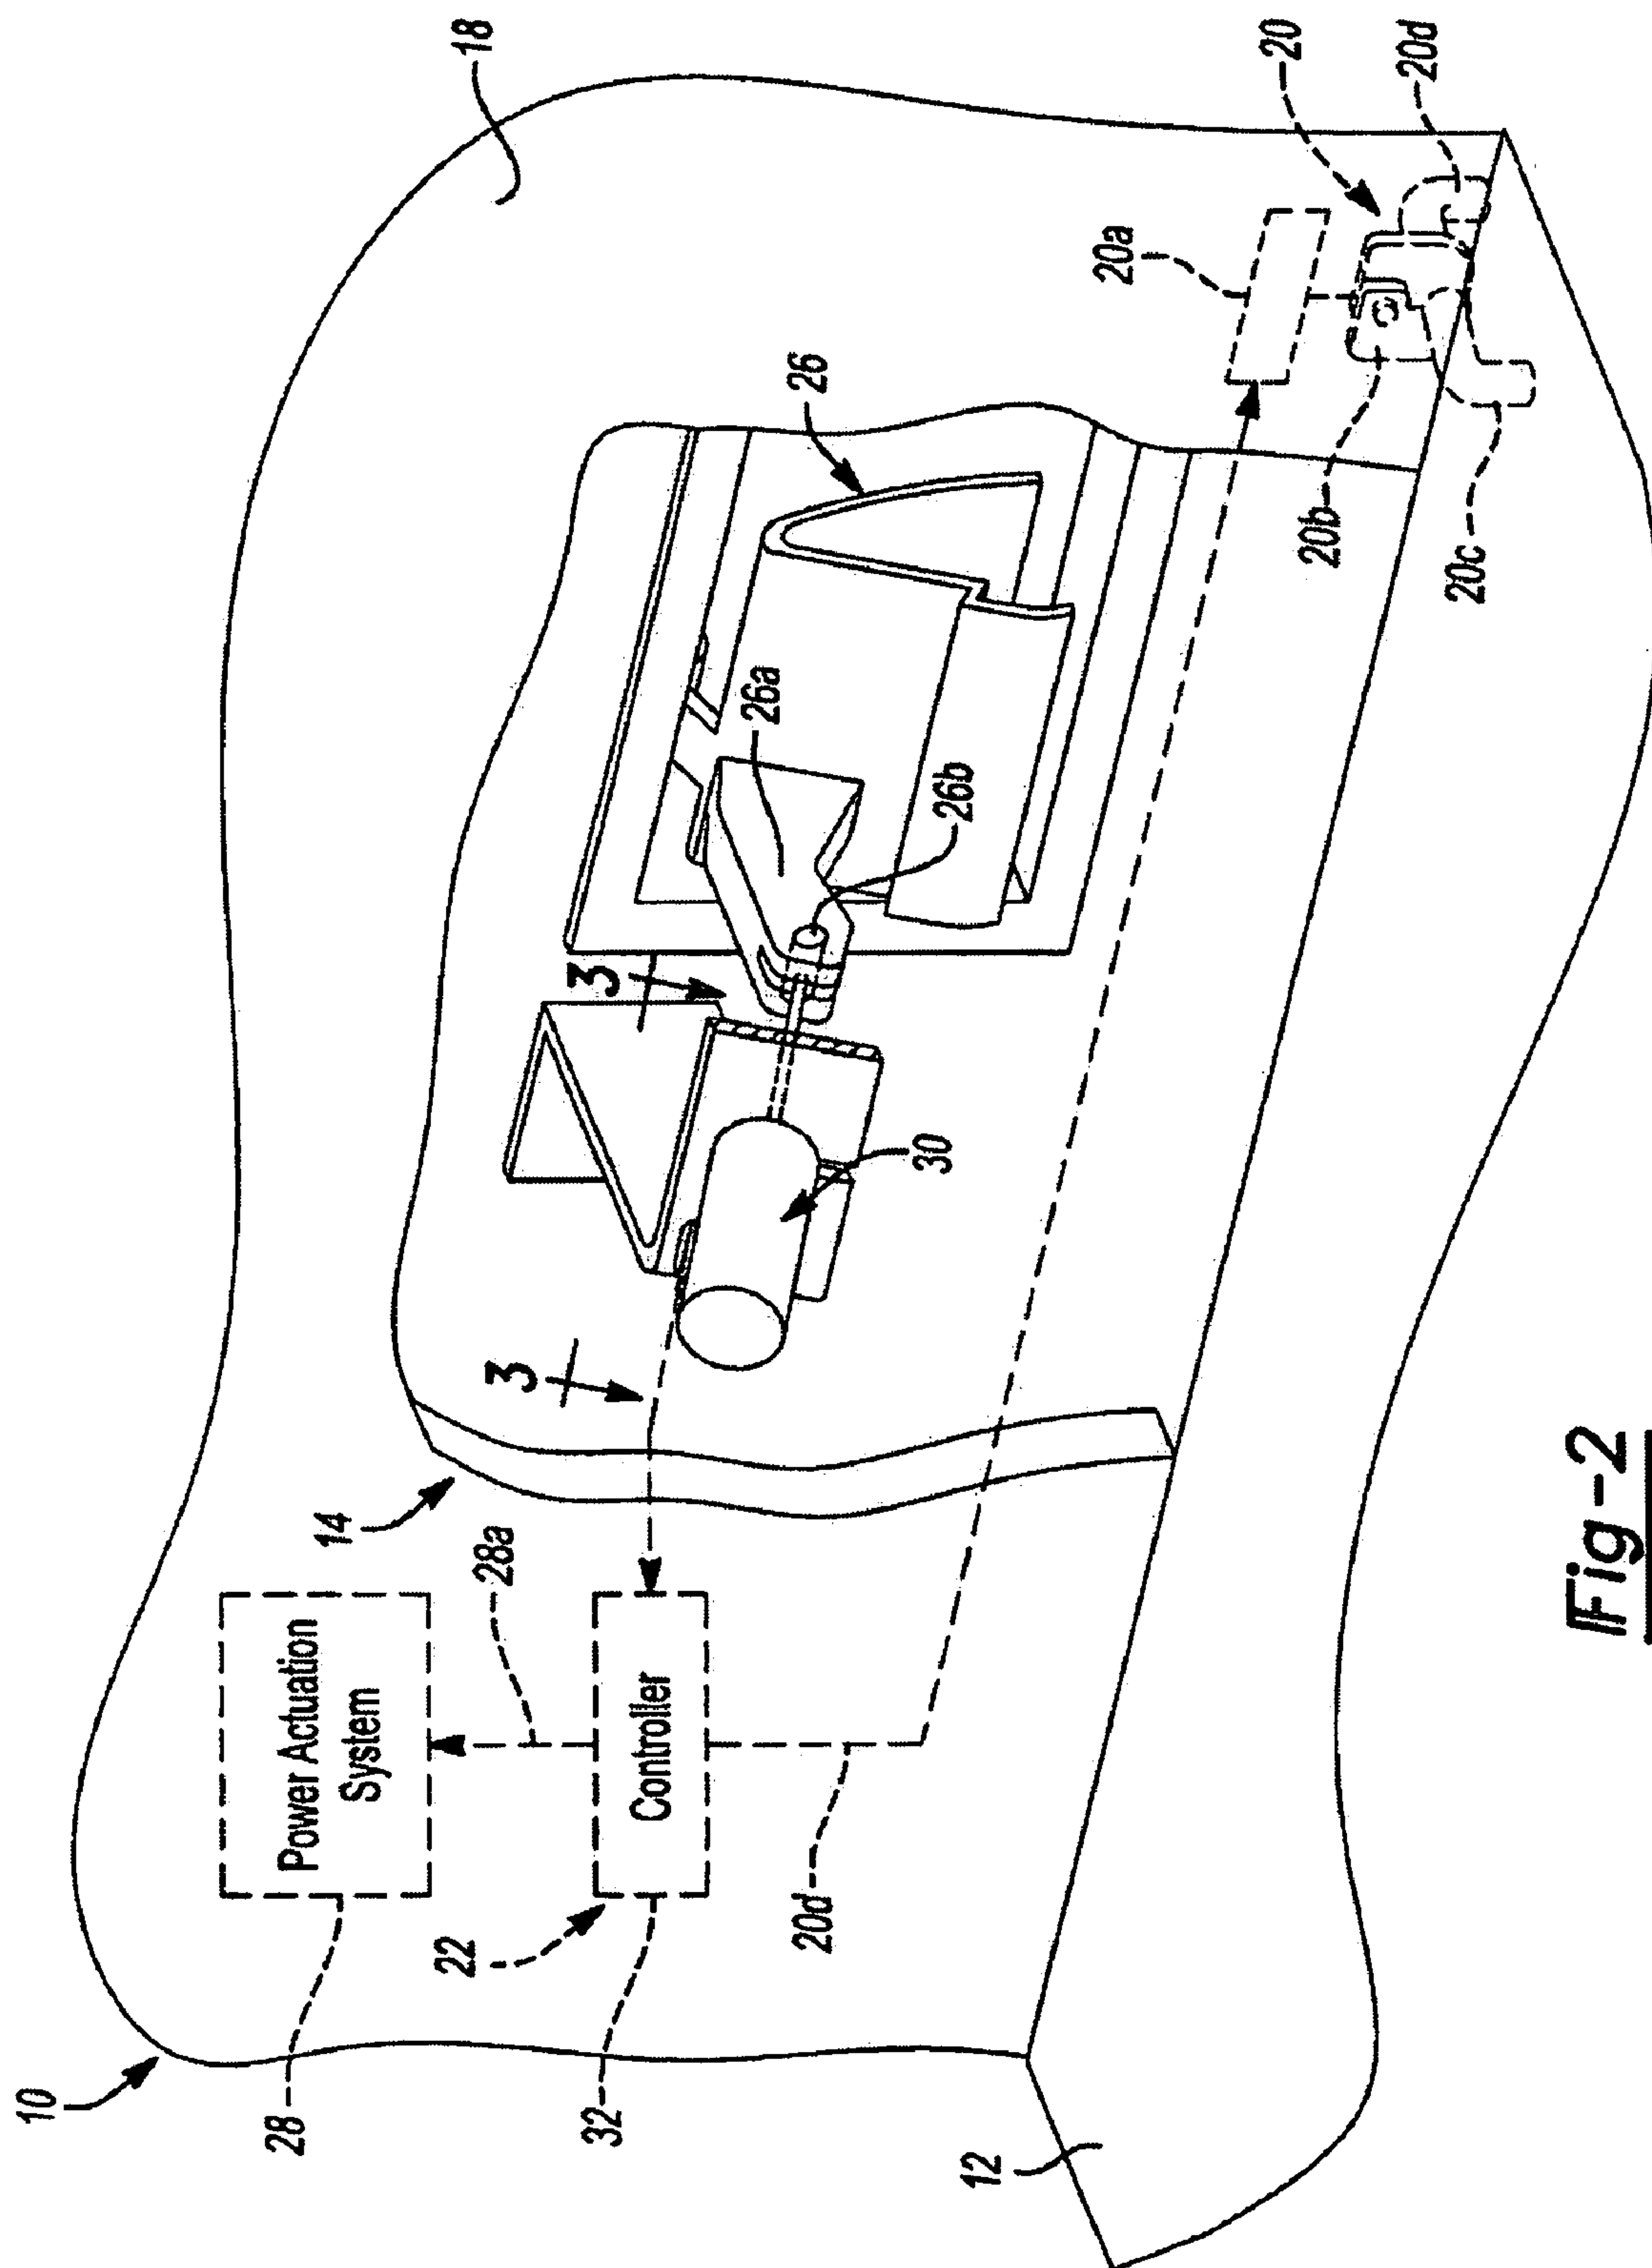 10
28
Power Actuation
System
22
32
Controller
28a
20d
12
14
3
3
30
26a
26b
26
18
20a
20
20d
20b
20c
Fig-2